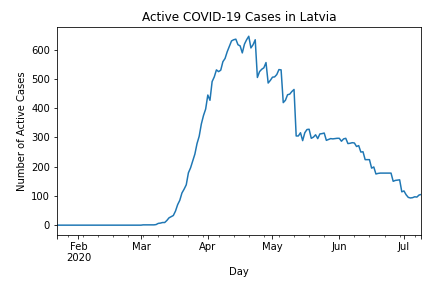 Active COVID-19 Cases in Latvia
Number of Active Cases
600
500
400
300
200
100
0
Feb
2020
Mar
Apr
May
Jun
Jul
Day